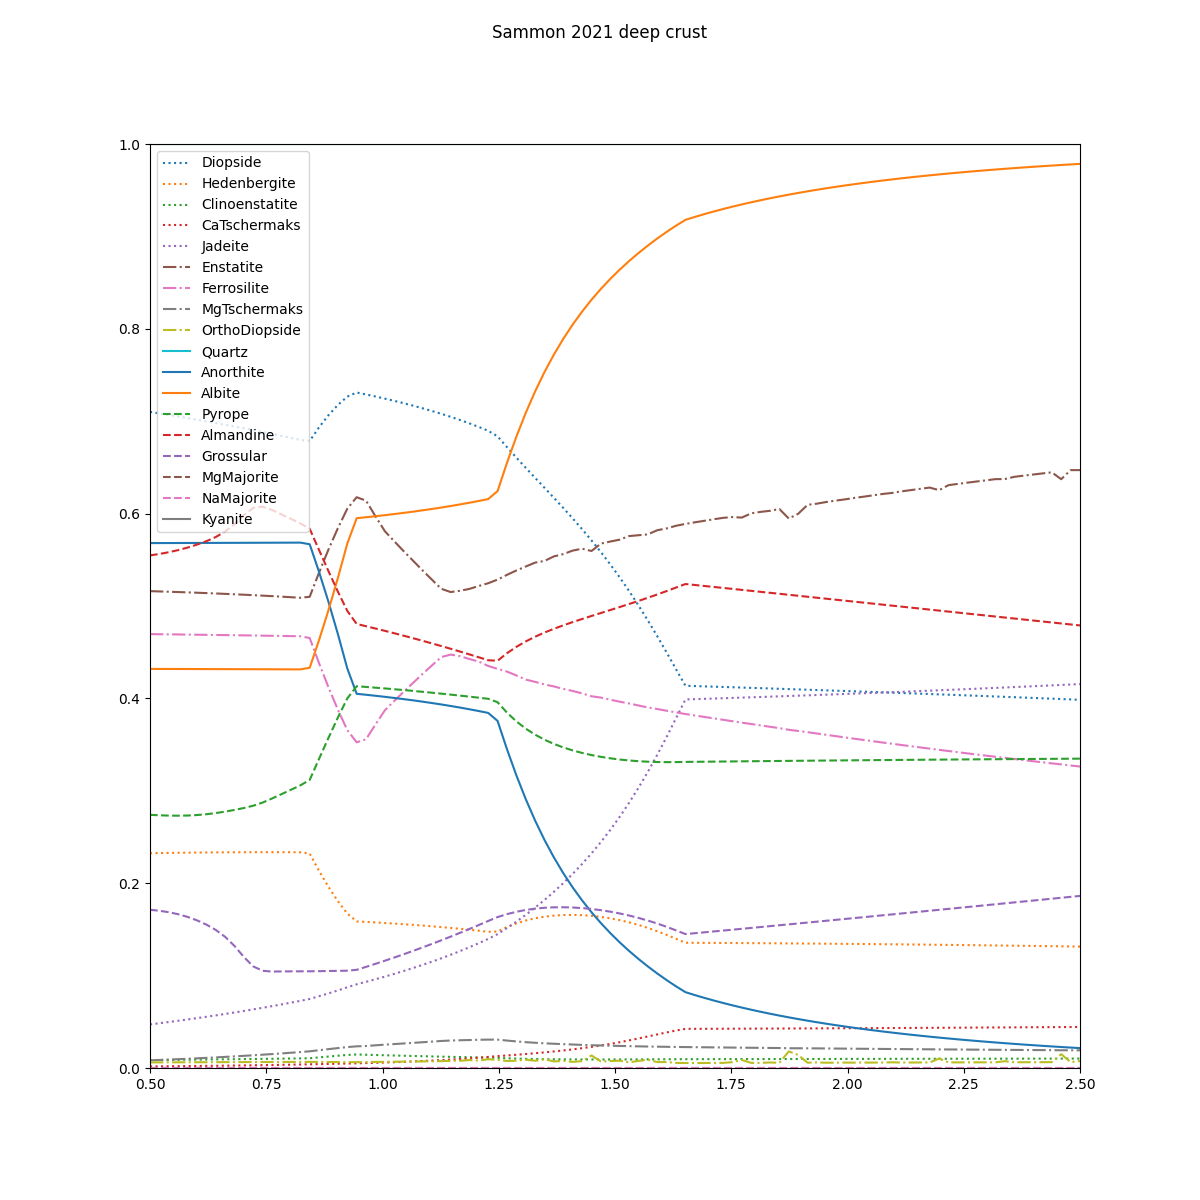 Sammon 2021 deep crust
1.0
0.8
0.6
0.4
0.2
0.0
Diopside
Hedenbergite
Clinoenstatite
CaTschermaks
Jadeite
Enstatite
Ferrosilite
MgTschermaks
OrthoDiopside
Quartz
Anorthite
Albite
Pyrope
Almandine
Grossular
MgMajorite
NaMajorite
Kyanite
0.50 0.75 1.00 1.25 1.50 1.75 2.00 2.25 2.50